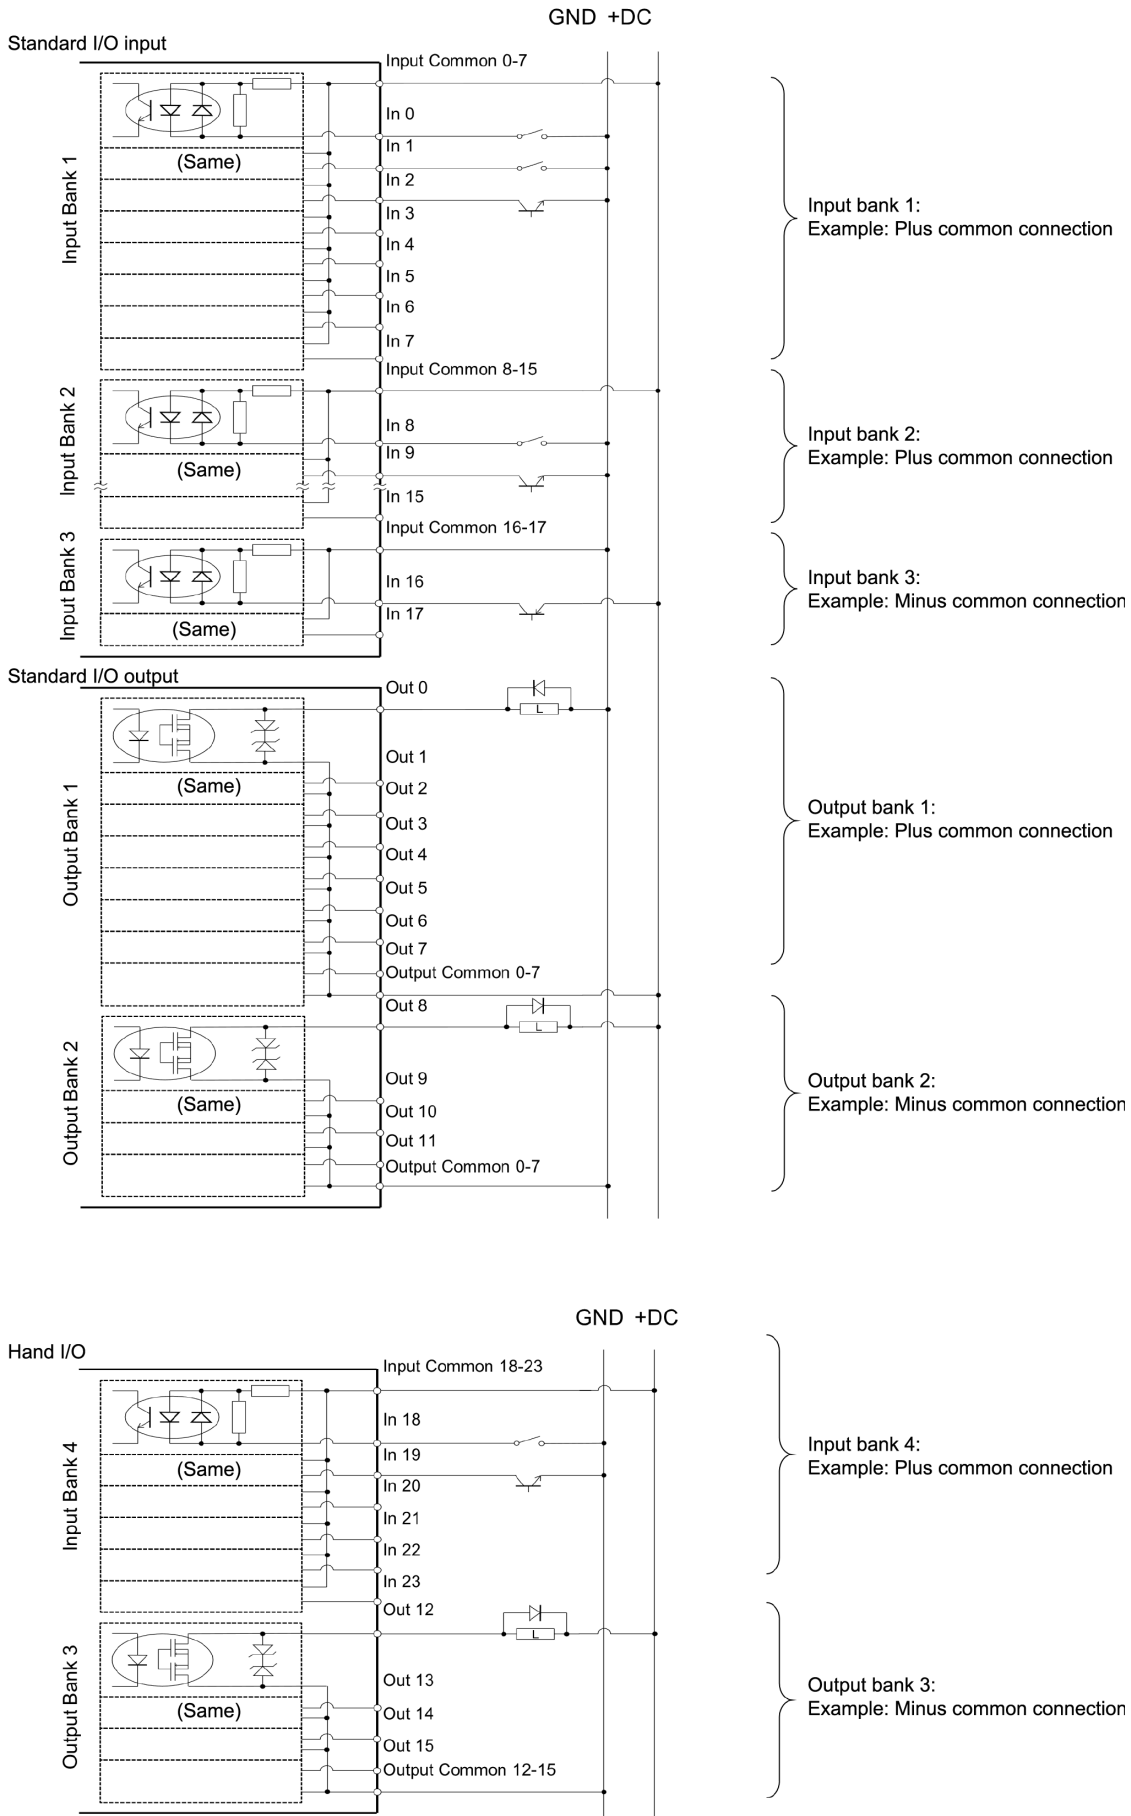 GND +DC
Standard I/O input
Input Common 0-7
In 0
In 1
(Same)
In 2
In 3
In 4
In 5
In 6
In 7
Input Bank 1
Input bank 1:
Example: Plus common connection
Input Common 8-15
In 8
In 9
(Same)
In 15
Input Bank 2
Input bank 2:
Example: Plus common connection
Input Common 16-17
In 16
In 17
(Same)
Input Bank 3
Input bank 3:
Example: Minus common connection
Standard I/O output
Out 0
L
Out 1
(Same)
Out 2
Out 3
Out 4
Out 5
Out 6
Out 7
Output Common 0-7
Output Bank 1
Output bank 1:
Example: Plus common connection
Out 8
L
Out 9
(Same)
Out 10
Out 11
Output Common 0-7
Output Bank 2
Output bank 2:
Example: Minus common connection
GND +DC
Hand I/O
Input Common 18-23
In 18
In 19
(Same)
In 20
In 21
In 22
In 23
Input Bank 4
Input bank 4:
Example: Plus common connection
Out 12
L
Out 13
(Same)
Out 14
Out 15
Output Common 12-15
Output Bank 3
Output bank 3:
Example: Minus common connection